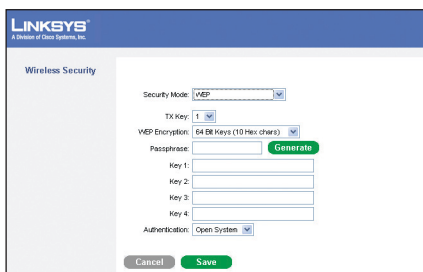 LINKSYS®
A Division of Cisco Systems, Inc.
Wireless Security
Security Mode: WEP
TX Key: 1
WEP Encryption: 64 Bit Keys (10 Hex chars)
Passphrase: Generate
Key 1:
Key 2:
Key 3:
Key 4:
Authentication: Open System
Cancel Save